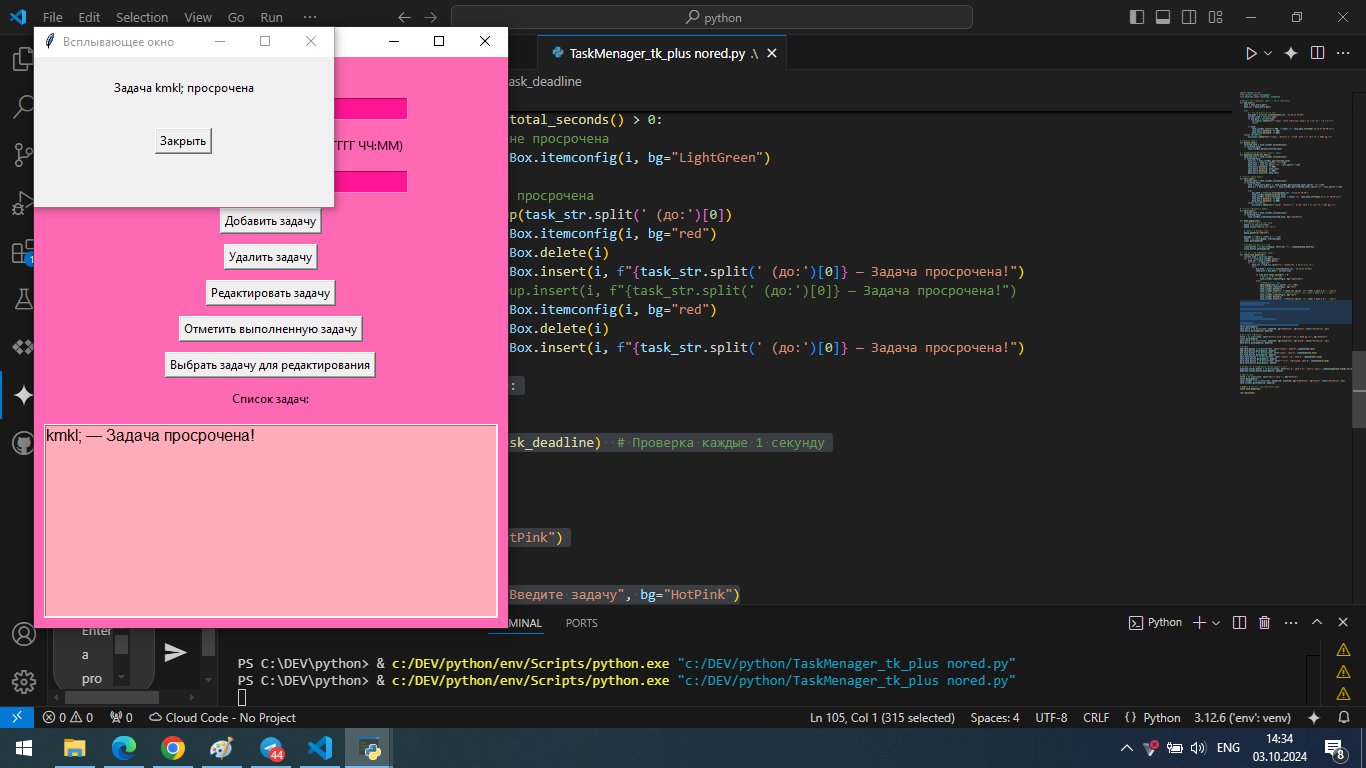 File Edit Selection View Go Run ···
python
Всплывающее окно
Задача kmkl; просрочена
Закрыть
ГГГ ЧЧ:ММ)
Добавить задачу
Удалить задачу
Редактировать задачу
Отметить выполненную задачу
Выбрать задачу для редактирования
Список задач:
kmkl; — Задача просрочена!
TaskMenager_tk_plus nored.py .\
ask_deadline
total_seconds() > 0:
не просрочена
Box.itemconfig(i, bg="LightGreen")
просрочена
p(task_str.split(' (до:')[0])
Box.itemconfig(i, bg="red")
Box.delete(i)
Box.insert(i, f"{task_str.split(' (до:')[0]} — Задача просрочена!")
up.insert(i, f"{task_str.split(' (до:')[0]} — Задача просрочена!")
Box.itemconfig(i, bg="red")
Box.delete(i)
Box.insert(i, f"{task_str.split(' (до:')[0]} — Задача просрочена!")
:
ask_deadline) # Проверка каждые 1 секунду
otPink")
Введите задачу", bg="HotPink")
MINAL PORTS
Python
Enter
a
pro
PS C:\DEV\python> & c:/DEV/python/env/Scripts/python.exe "c:/DEV/python/TaskMenager_tk_plus nored.py"
PS C:\DEV\python> & c:/DEV/python/env/Scripts/python.exe "c:/DEV/python/TaskMenager_tk_plus nored.py"
0 0 0 Cloud Code - No Project
Ln 105, Col 1 (315 selected) Spaces: 4 UTF-8 CRLF {} Python 3.12.6 ('env': venv)
44
ENG
14:34
03.10.2024
8